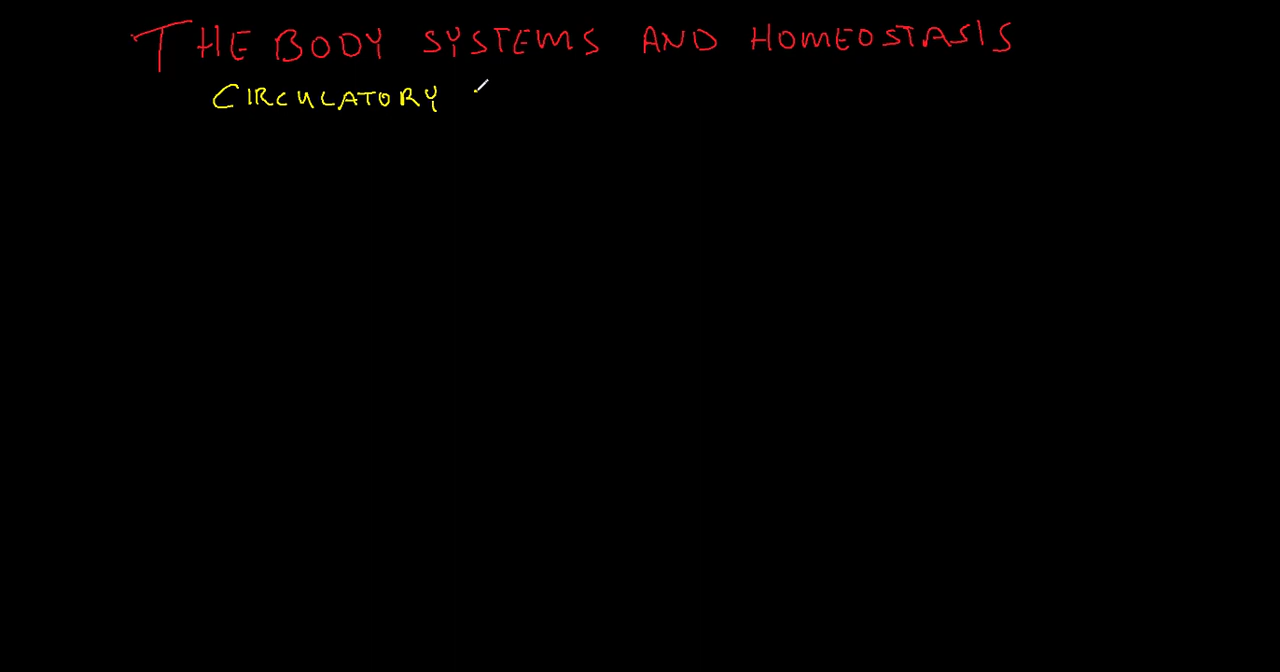 THE BODY SYSTEMS AND HOMEOSTASIS
CIRCULATORY